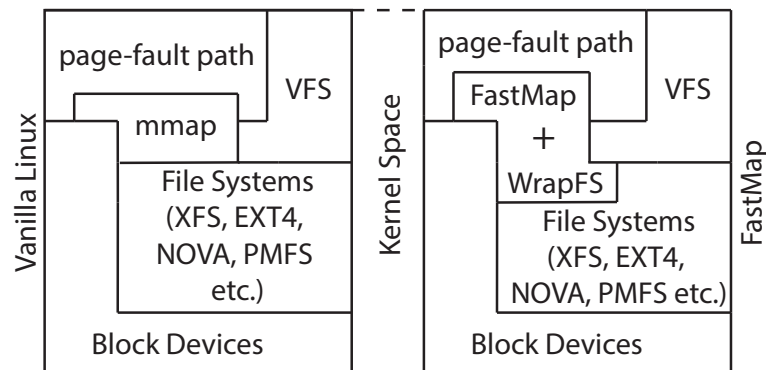 Vanilla Linux
page-fault path
VFS
mmap
File Systems
(XFS, EXT4,
NOVA, PMFS
etc.)
Block Devices
Kernel Space
page-fault path
VFS
FastMap
+
WrapFS
File Systems
(XFS, EXT4,
NOVA, PMFS etc.)
Block Devices
FastMap